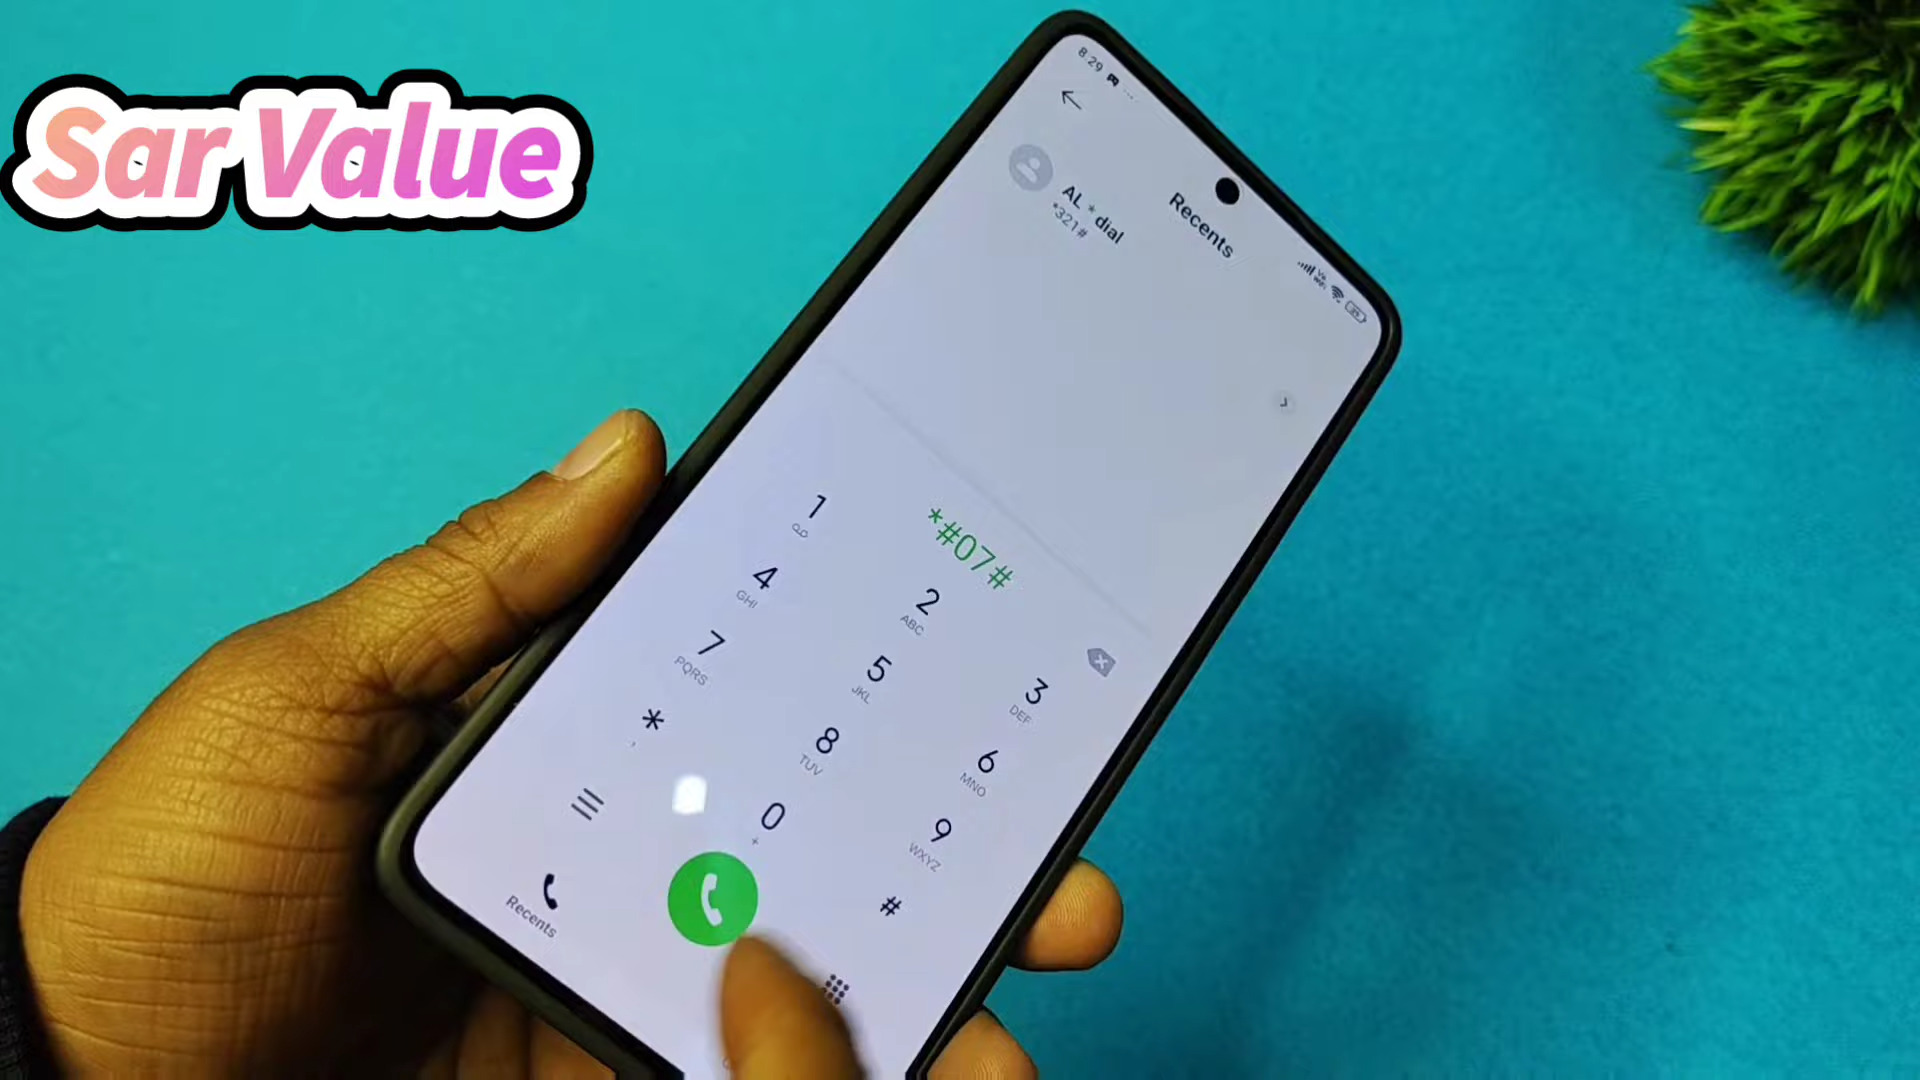 Sar Value
8:29
Recents
AL * dial
*321#
*#07#
1
2
ABC
3
DEF
4
GHI
5
JKL
6
MNO
7
PQRS
8
TUV
9
WXYZ
*
,
0
+
#
Recents